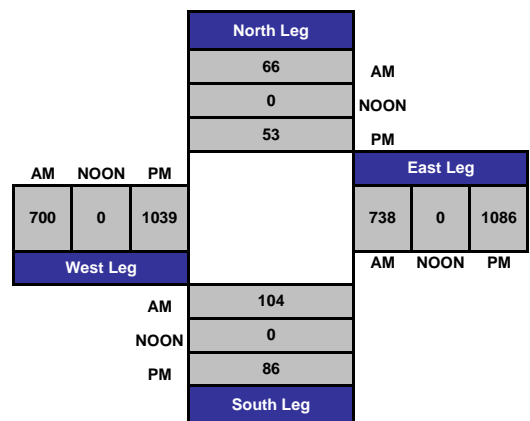 North Leg
66 AM
0 NOON
53 PM
AM NOON PM
East Leg
700 0 1039
738 0 1086
West Leg
AM NOON PM
AM 104
NOON 0
PM 86
South Leg